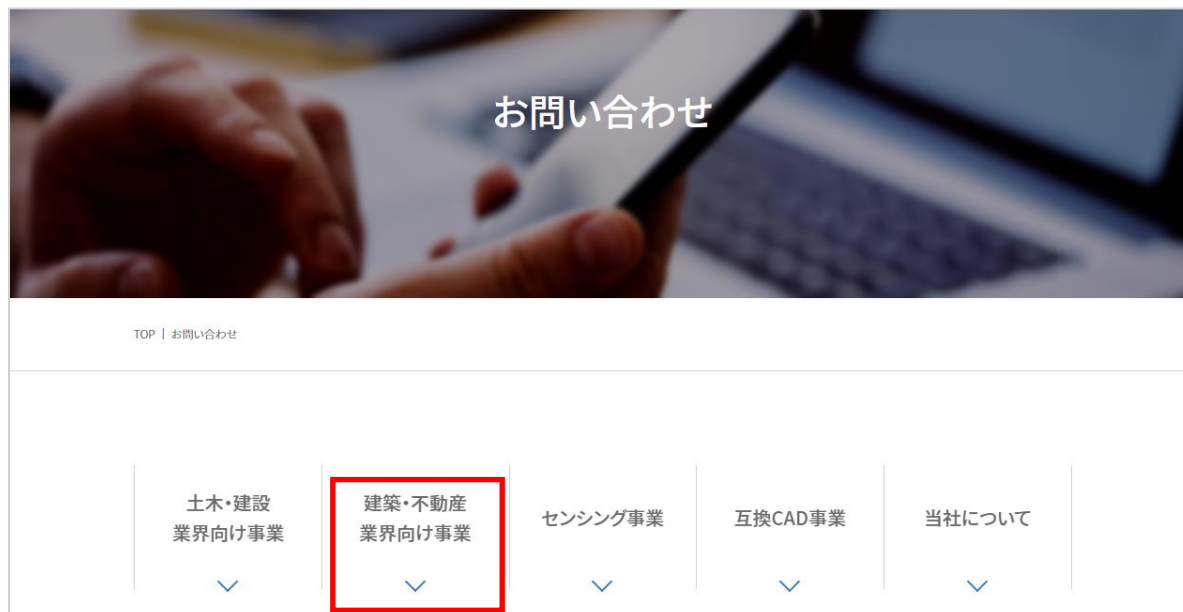 お問い合わせ
TOP | お問い合わせ
土木・建設
業界向け事業
建築・不動産
業界向け事業
センシング事業
互換CAD事業
当社について